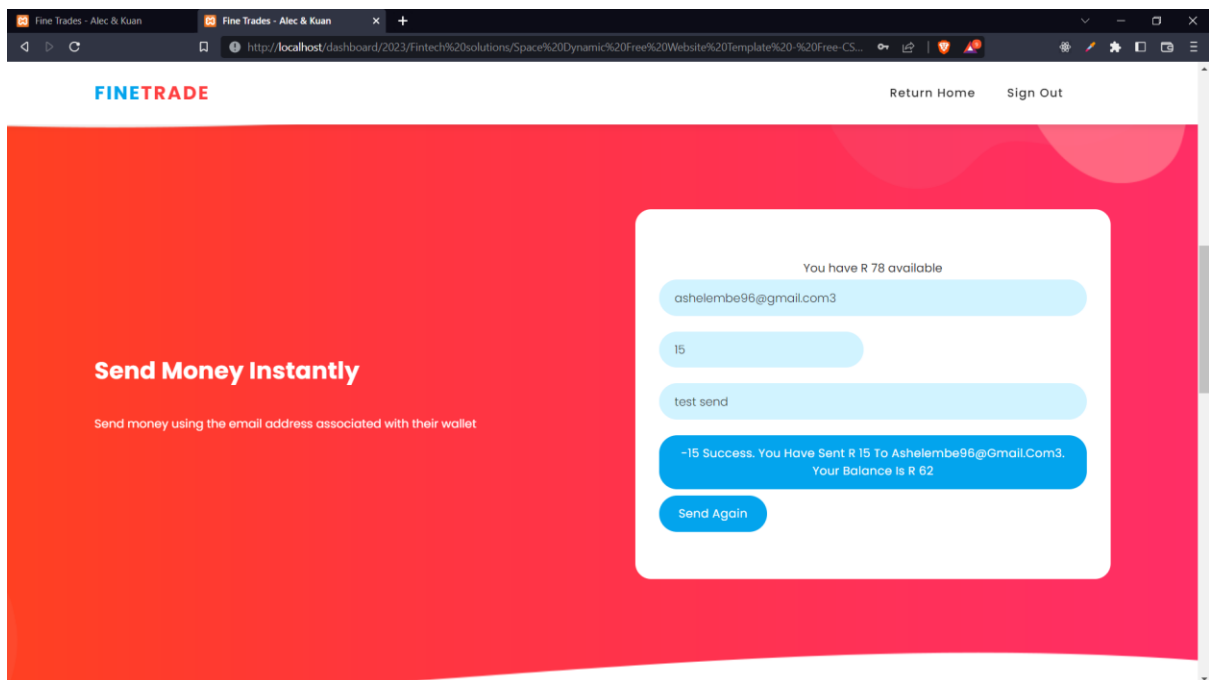 Fine Trades - Alec & Kuan
Fine Trades - Alec & Kuan
http://localhost/dashboard/2023/Fintech%20solutions/Space%20Dynamic%20Free%20Website%20Template%20-%20Free-CS...
FINETRADE
Return Home
Sign Out
You have R 78 available
ashelembe96@gmail.com3
15
test send
Send Money Instantly
Send money using the email address associated with their wallet
-15 Success. You Have Sent R 15 To Ashelembe96@Gmail.Com3.
Your Balance Is R 62
Send Again